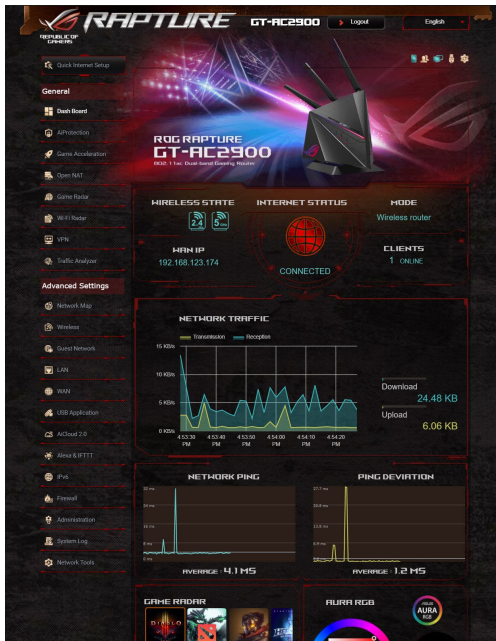 REPUBLIC OF
GAMERS
RAPTURE
GT-AC2900
Logout
English
Quick Internet Setup
General
Dash Board
AiProtection
Game Acceleration
Open NAT
Game Radar
Wi-Fi Radar
VPN
Traffic Analyzer
Advanced Settings
Network Map
Wireless
Guest Network
LAN
WAN
USB Application
AiCloud 2.0
Alexa & IFTTT
IPv6
Firewall
Administration
System Log
Network Tools
ROG RAPTURE
GT-AC2900
802.11ac Dual-band Gaming Router
WIRELESS STATE
2.4
5
WAN IP
192.168.123.174
INTERNET STATUS
CONNECTED
MODE
Wireless router
CLIENTS
1 ONLINE
NETWORK TRAFFIC
Transmission
Reception
15 KB/s
10 KB/s
5 KB/s
0 KB/s
4:53:30 PM
4:53:40 PM
4:53:50 PM
4:54:00 PM
4:54:10 PM
4:54:20 PM
Download
24.48 KB
Upload
6.06 KB
NETWORK PING
0 ms
AVERAGE : 4.1 MS
PING DEVIATION
0 ms
AVERAGE : 1.2 MS
GAME RADAR
DIABLO
AURA RGB
AURA
RGB